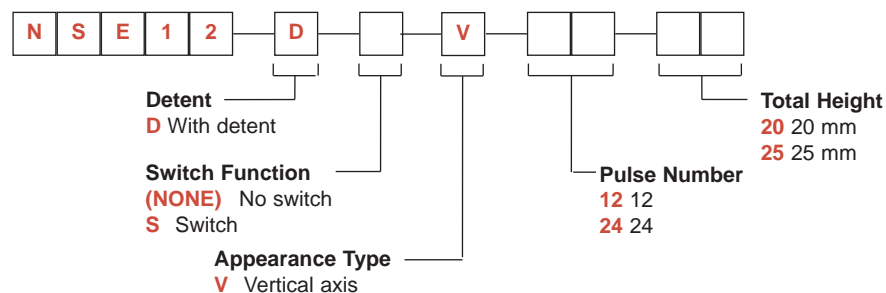 N S E 1 2 D V
Detent
D With detent
Switch Function
(NONE) No switch
S Switch
Appearance Type
V Vertical axis
Pulse Number
12 12
24 24
Total Height
20 20 mm
25 25 mm